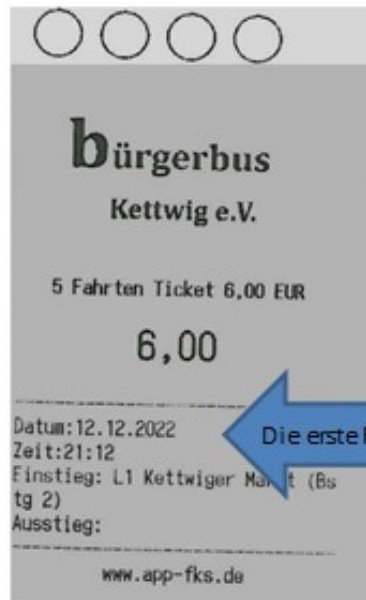 bürgerbus
Kettwig e.V.
5 Fahrten Ticket 6,00 EUR
6,00
Datum:12.12.2022
Zeit:21:12
Die erste
Einstieg: L1 Kettwiger Markt (Bs
tg 2)
Ausstieg:
www.app-fks.de